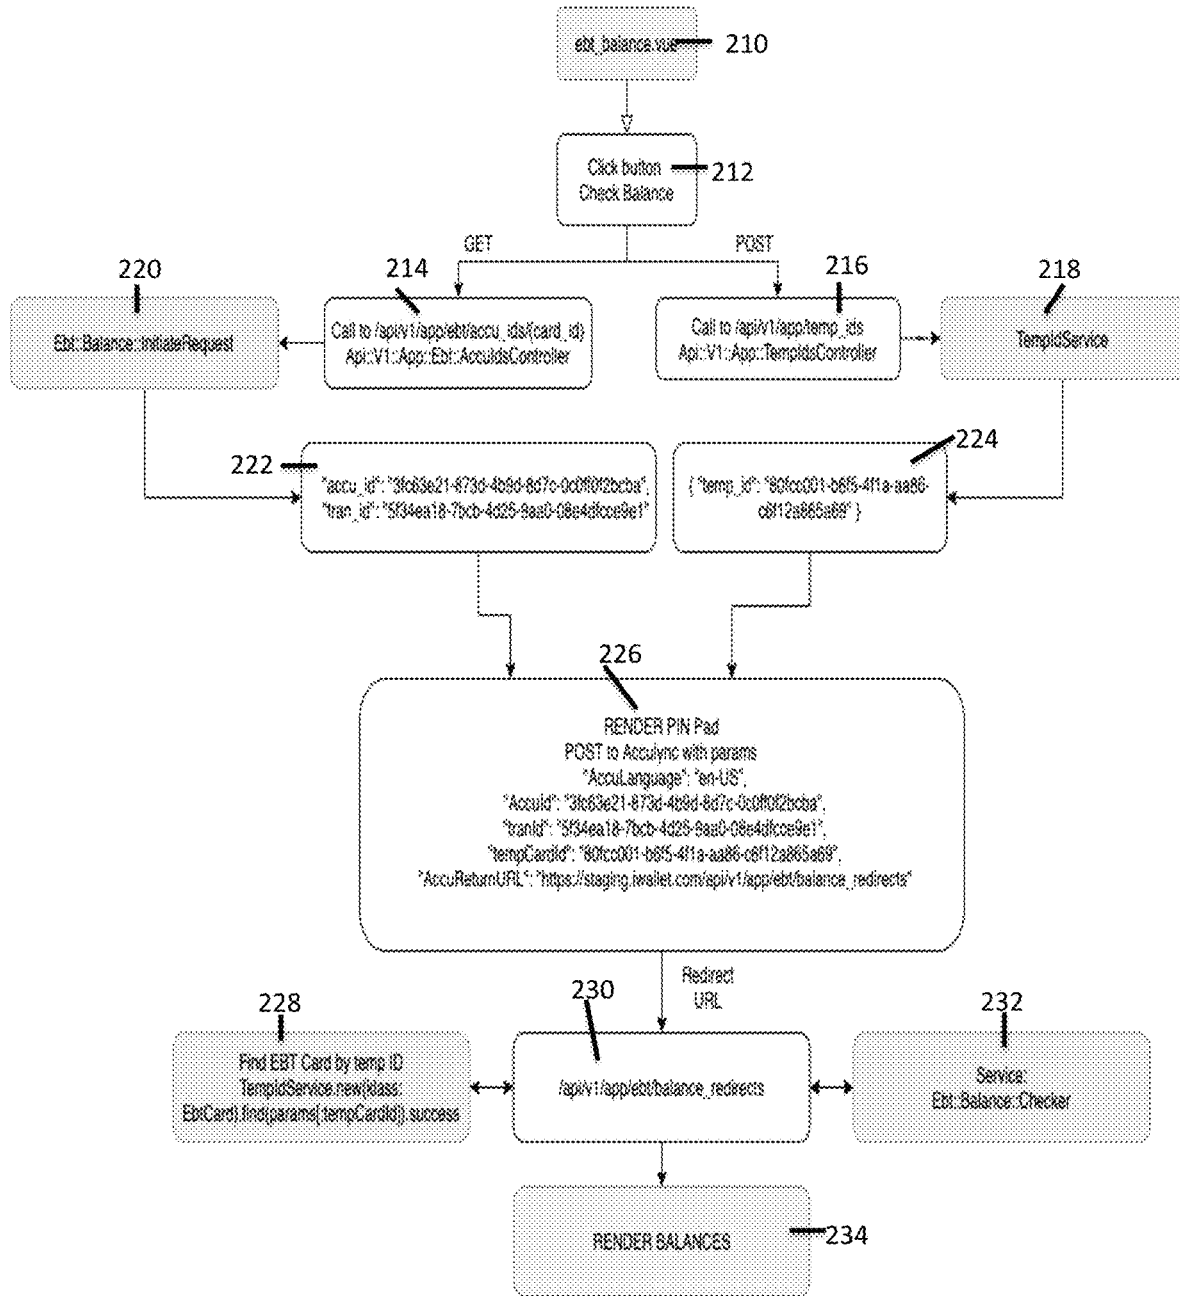 ebt_balance.vue
210
Click button
Check Balance
212
GET
POST
220
214
216
218
Ebt::Balance::InitiateRequest
Call to /api/v1/app/ebt/accu_ids/{card_id}
Api::V1::App::Ebt::AccuIdsController
Call to /api/v1/app/temp_ids
Api::V1::App::TempIdsController
TempIdService
222
"accu_id": "3fc63e21-873d-4b9d-8d7c-0c0ff0f2bcba",
"tran_id": "5f34ea18-7bcb-4d25-9aa0-08e4dfcce9e1"
224
{ "temp_id": "80fcc001-b6f5-4f1a-aa86-
c6f12a865a69" }
226
RENDER PIN Pad
POST to Acculync with params
"AccuLanguage": "en-US",
"AccuId": "3fc63e21-873d-4b9d-8d7c-0c0ff0f2bcba",
"tranId": "5f34ea18-7bcb-4d25-9aa0-08e4dfcce9e1",
"tempCardId": "80fcc001-b6f5-4f1a-aa86-c6f12a865a69",
"AccuReturnURL": "https://staging.iwallet.com/api/v1/app/ebt/balance_redirects"
Redirect
URL
228
230
232
Find EBT Card by temp ID
TempIdService.new(klass:
EbtCard).find(params[:tempCardId]).success
/api/v1/app/ebt/balance_redirects
Service:
Ebt::Balance::Checker
RENDER BALANCES
234